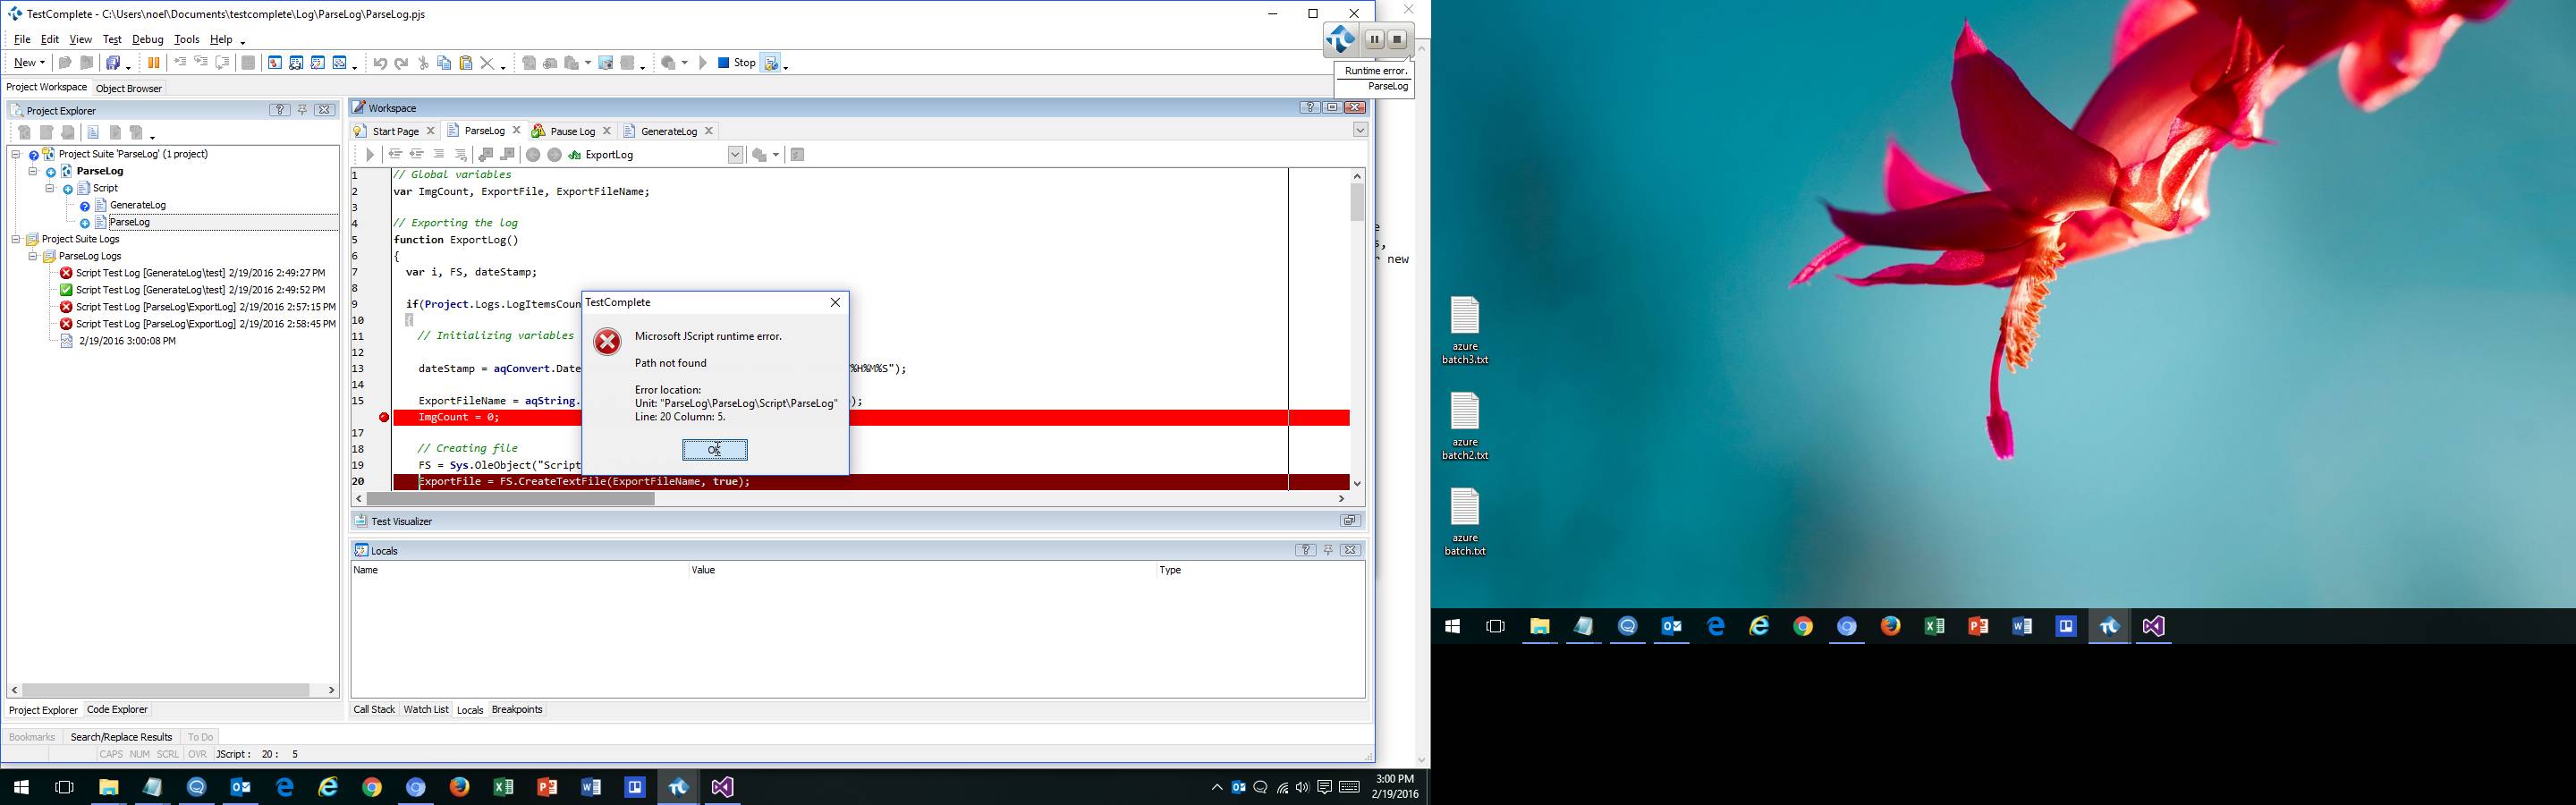 TestComplete - C:\Users\noel\Documents\testcomplete\Log\ParseLog\ParseLog.pjs
File Edit View Test Debug Tools Help
New
Stop
Runtime error.
ParseLog
Project Workspace Object Browser
Project Explorer
Project Suite 'ParseLog' (1 project)
ParseLog
Script
GenerateLog
ParseLog
Project Suite Logs
ParseLog Logs
Script Test Log [GenerateLog\test] 2/19/2016 2:49:27 PM
Script Test Log [GenerateLog\test] 2/19/2016 2:49:52 PM
Script Test Log [ParseLog\ExportLog] 2/19/2016 2:57:15 PM
Script Test Log [ParseLog\ExportLog] 2/19/2016 2:58:45 PM
2/19/2016 3:00:08 PM
Project Explorer Code Explorer
Workspace
Start Page ParseLog Pause Log GenerateLog
ExportLog
1 // Global variables
2 var ImgCount, ExportFile, ExportFileName;
3
4 // Exporting the log
5 function ExportLog()
6 {
7 var i, FS, dateStamp;
8
9 if(Project.Logs.LogItemsCoun
10 {
11 // Initializing variables
12
13 dateStamp = aqConvert.Date %H%M%S");
14
15 ExportFileName = aqString. );
ImgCount = 0;
17
18 // Creating file
19 FS = Sys.OleObject("Script
20 ExportFile = FS.CreateTextFile(ExportFileName, true);
TestComplete
Microsoft JScript runtime error.
Path not found
Error location:
Unit: "ParseLog\ParseLog\Script\ParseLog"
Line: 20 Column: 5.
e
s,
r new
Test Visualizer
Locals
Name Value Type
Call Stack Watch List Locals Breakpoints
Bookmarks Search/Replace Results To Do
CAPS NUM SCRL OVR JScript : 20 : 5
3:00 PM
2/19/2016
azure
batch3.txt
azure
batch2.txt
azure
batch.txt